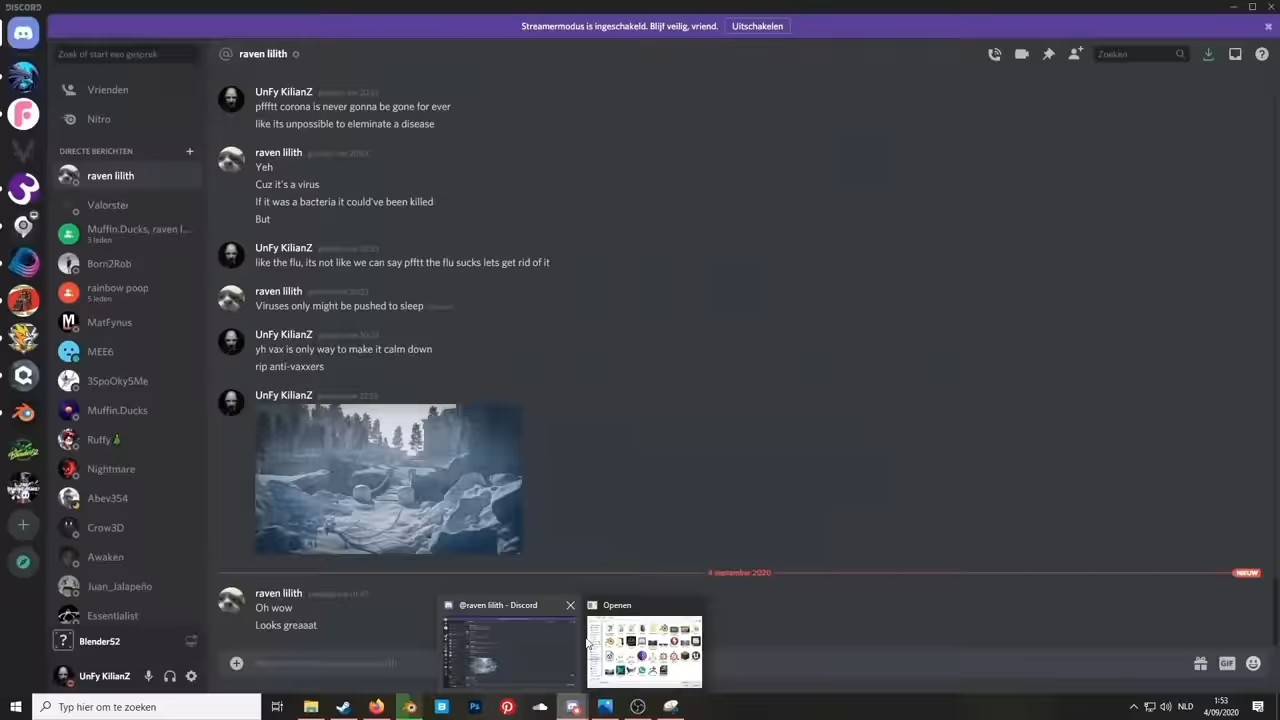 DISCORD
Streamermodus is ingeschakeld. Blijf veilig, vriend. Uitschakelen
Zoek of start een gesprek
raven lilith
Zoeken
Vrienden
Nitro
DIRECTE BERICHTEN
raven lilith
Valorster
Muffin.Ducks, raven l...
3 leden
Born2Rob
rainbow poop
5 leden
MatFynus
MEE6
3SpoOky5Me
Muffin.Ducks
Ruffy
Nightmare
Abev354
Crow3D
Awaken
Juan_Jalapeño
Essentialist
BlenderS2
UnFy KilianZ
UnFy KilianZ
pfffft corona is never gonna be gone for ever
like its unpossible to eleminate a disease
raven lilith
Yeh
Cuz it's a virus
If it was a bacteria it could've been killed
But
UnFy KilianZ
like the flu, its not like we can say pfftt the flu sucks lets get rid of it
raven lilith
Viruses only might be pushed to sleep
UnFy KilianZ
yh vax is only way to make it calm down
rip anti-vaxxers
UnFy KilianZ
4 september 2020 NIEUW
raven lilith
Oh wow
Looks greaaat
@raven lilith - Discord
Openen
GIF
Typ hier om te zoeken
NLD
1:53
4/09/2020